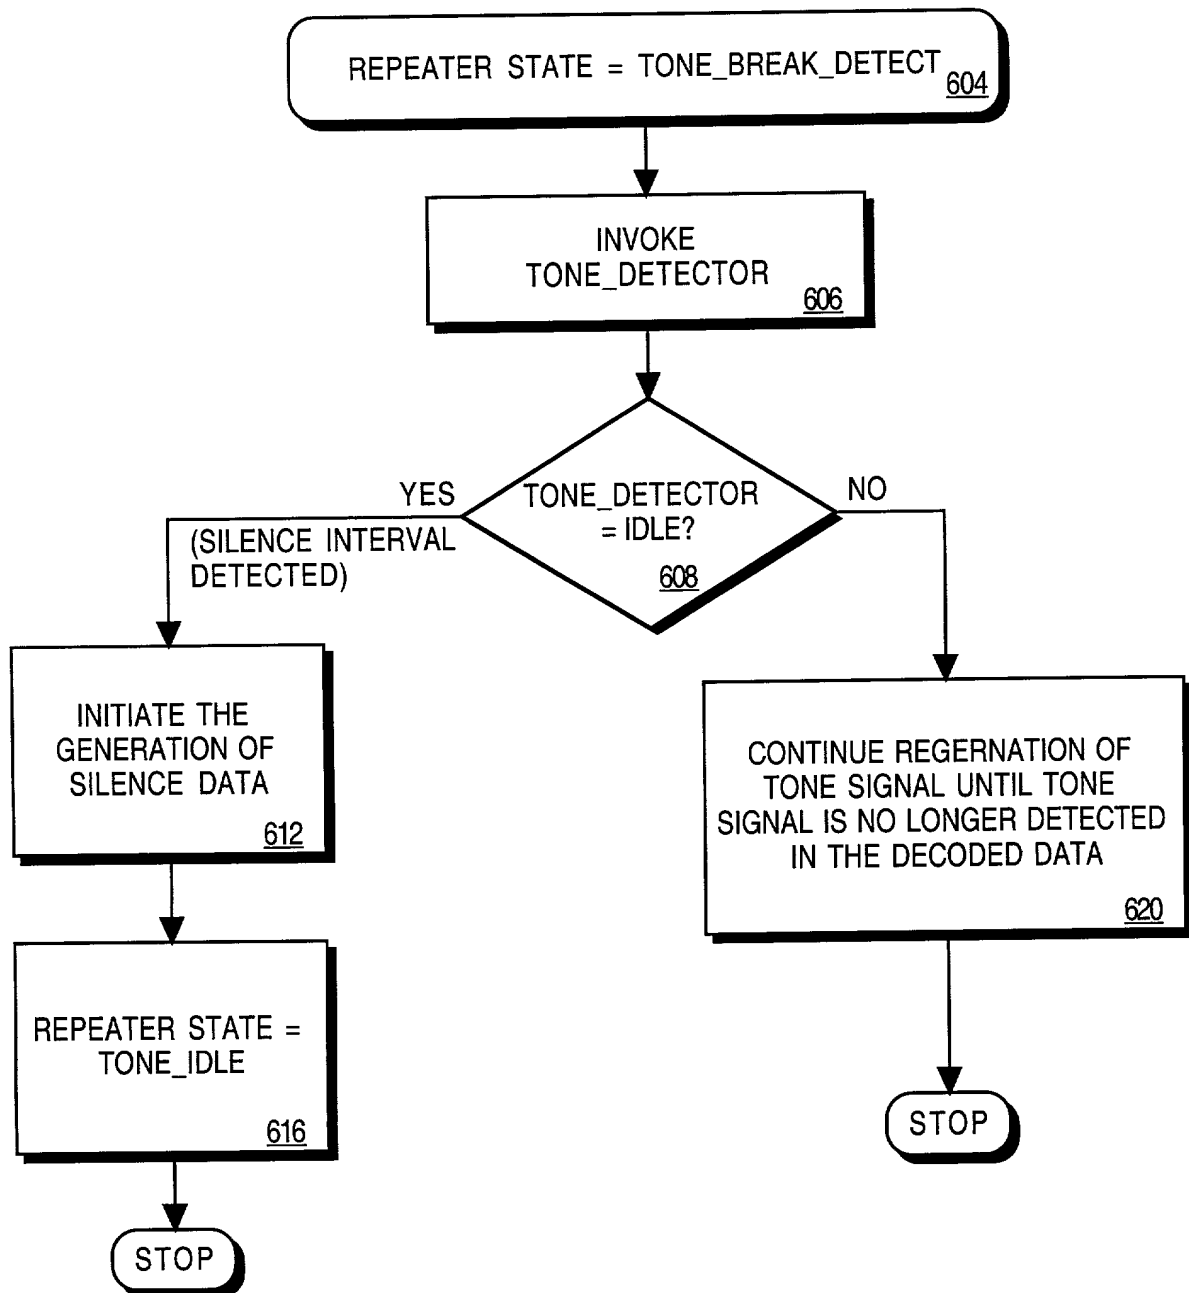 REPEATER STATE = TONE_BREAK_DETECT
604
INVOKE
TONE_DETECTOR
606
YES
TONE_DETECTOR
= IDLE?
608
NO
(SILENCE INTERVAL
DETECTED)
INITIATE THE
GENERATION OF
SILENCE DATA
612
CONTINUE REGERNATION OF
TONE SIGNAL UNTIL TONE
SIGNAL IS NO LONGER DETECTED
IN THE DECODED DATA
620
REPEATER STATE =
TONE_IDLE
616
STOP
STOP